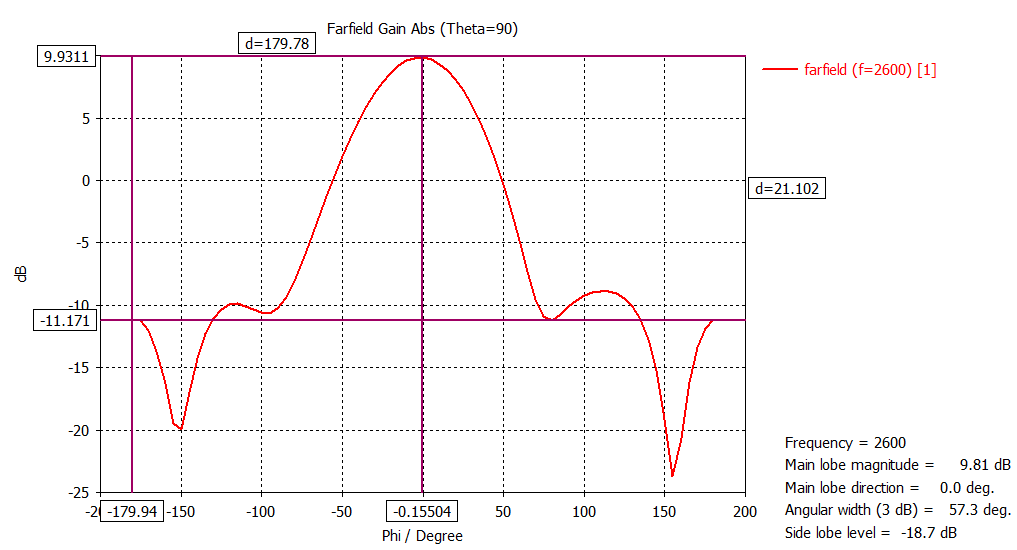 Farfield Gain Abs (Theta=90)
d=179.78
9.9311
farfield (f=2600) [1]
5
0
d=21.102
-5
dB
-10
-11.171
-15
-20
-25
-179.94 -150 -100 -50 -0.15504 50 100 150 200
Phi / Degree
Frequency = 2600
Main lobe magnitude = 9.81 dB
Main lobe direction = 0.0 deg.
Angular width (3 dB) = 57.3 deg.
Side lobe level = -18.7 dB